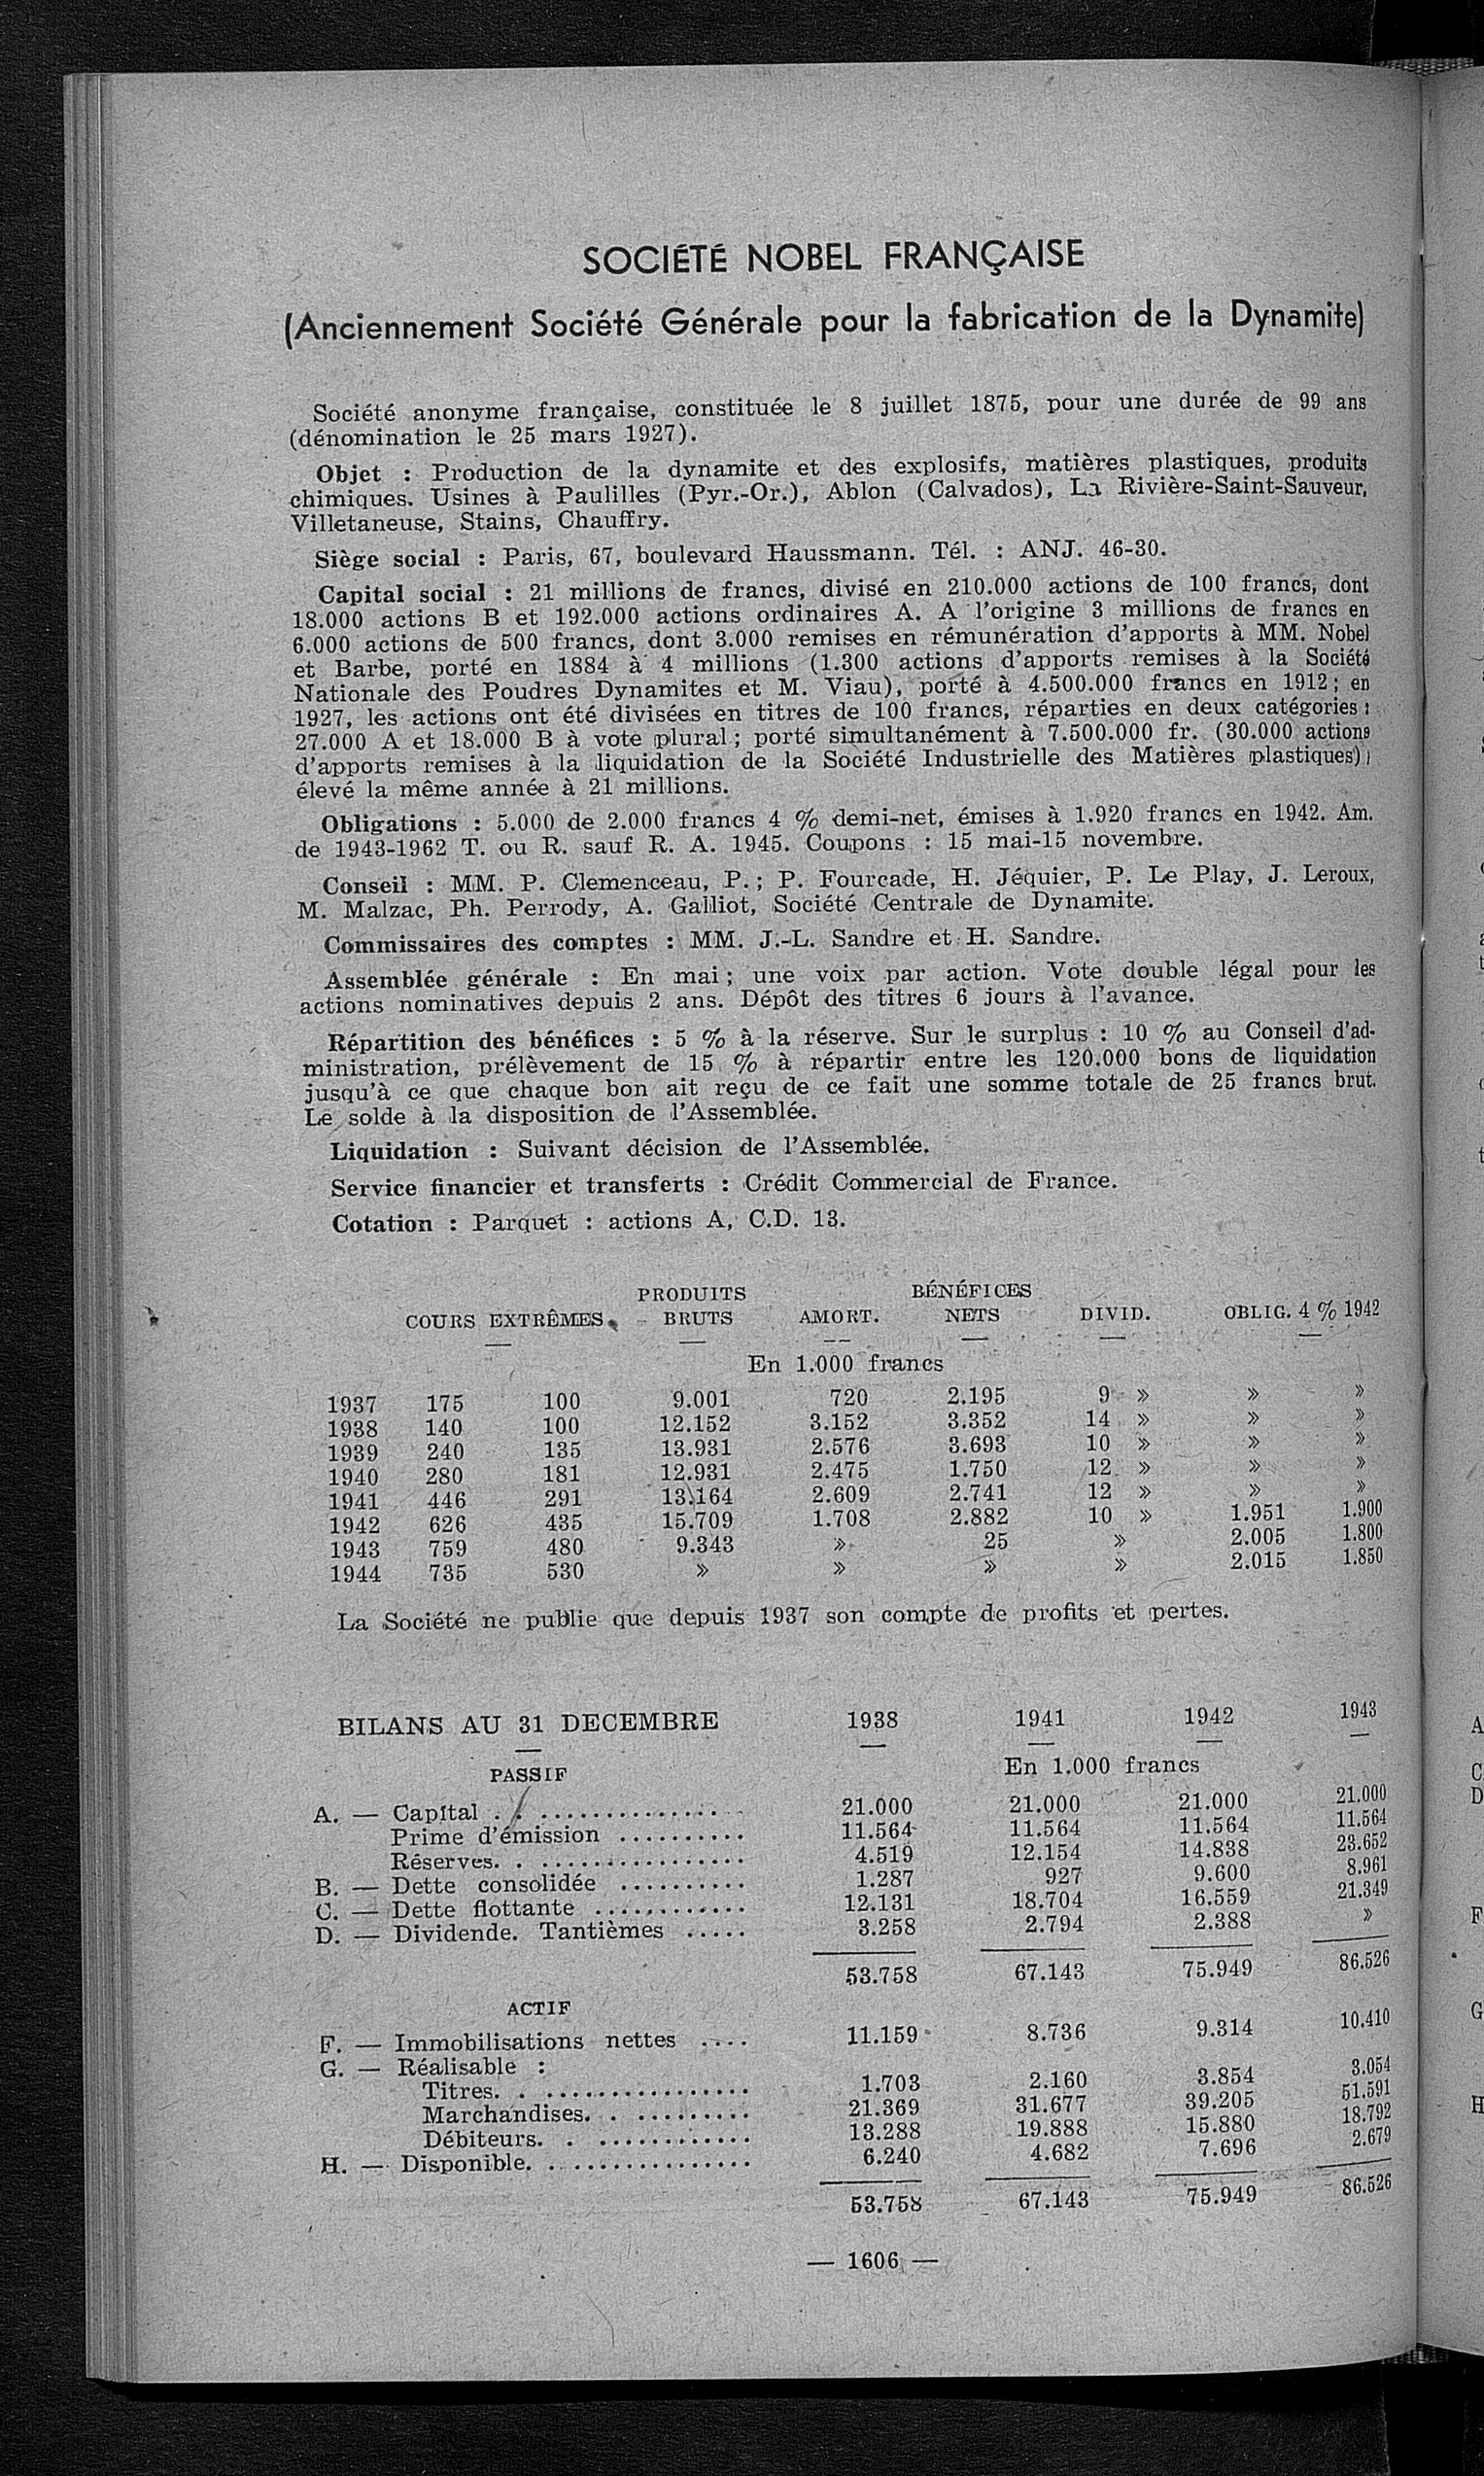 SOCIÉTÉ NOBEL FRANÇAISE
(Anciennement Société Générale pour la fabrication de la Dynamite)
Société anonyme française, constituée le 8 juillet 1875, pour une durée de 99 ans
(dénomination le 25 mars 1927).
Objet : Production de la dynamite et des explosifs, matières plastiques, produits
chimiques. Usines à Paulilles (Pyr.-Or.), Ablon (Calvados), La Rivière-Saint-Sauveur,
Villetaneuse, Stains, Chauffry.
Siège social : Paris, 67, boulevard Haussmann. Tél. : ANJ. 46-30.
Capital social : 21 millions de francs, divisé en 210.000 actions de 100 francs, dont
18.000 actions B et 192.000 actions ordinaires A. A l'origine 3 millions de francs en
6.000 actions de 500 francs, dont 3.000 remises en rémunération d'apports à MM. Nobel
et Barbe, porté en 1884 à 4 millions (1.300 actions d'apports remises à la Société
Nationale des Poudres Dynamites et M. Viau), porté à 4.500.000 francs en 1912; en
1927, les actions ont été divisées en titres de 100 francs, réparties en deux catégories :
27.000 A et 18.000 B à vote plural; porté simultanément à 7.500.000 fr. (30.000 actions
d'apports remises à la liquidation de la Société Industrielle des Matières plastiques);
élevé la même année à 21 millions.
Obligations : 5.000 de 2.000 francs 4 % demi-net, émises à 1.920 francs en 1942. Am.
de 1943-1962 T. ou R. sauf R. A. 1945. Coupons : 15 mai-15 novembre.
Conseil : MM. P. Clemenceau, P.; P. Fourcade, H. Jéquier, P. Le Play, J. Leroux,
M. Malzac, Ph. Perrody, A. Galliot, Société Centrale de Dynamite.
Commissaires des comptes : MM. J.-L. Sandre et H. Sandre.
Assemblée générale : En mai; une voix par action. Vote double légal pour les
actions nominatives depuis 2 ans. Dépôt des titres 6 jours à l'avance.
Répartition des bénéfices : 5 % à la réserve. Sur le surplus : 10 % au Conseil d'ad-
ministration, prélèvement de 15 % à répartir entre les 120.000 bons de liquidation
jusqu'à ce que chaque bon ait reçu de ce fait une somme totale de 25 francs brut.
Le solde à la disposition de l'Assemblée.
Liquidation : Suivant décision de l'Assemblée.
Service financier et transferts : Crédit Commercial de France.
Cotation : Parquet : actions A, C.D. 13.
PRODUITS BÉNÉFICES
COURS EXTRÊMES BRUTS AMORT. NETS DIVID. OBLIG. 4 % 1942
En 1.000 francs
1937 175 100 9.001 720 2.195 9 » » »
1938 140 100 12.152 3.152 3.352 14 » » »
1939 240 135 13.931 2.576 3.693 10 » » »
1940 280 181 12.931 2.475 1.750 12 » » »
1941 446 291 13.164 2.609 2.741 12 » » »
1942 626 435 15.709 1.708 2.882 10 » 1.951 1.900
1943 759 480 9.343 » 25 » 2.005 1.800
1944 735 530 » » » » 2.015 1.850
La Société ne publie que depuis 1937 son compte de profits et pertes.
BILANS AU 31 DECEMBRE 1938 1941 1942 1943
PASSIF En 1.000 francs
A. — Capital . . .............. 21.000 21.000 21.000 21.000
Prime d'émission .......... 11.564 11.564 11.564 11.564
Réserves. . ................ 4.519 12.154 14.838 23.652
B. — Dette consolidée .......... 1.287 927 9.600 8.961
C. — Dette flottante ............ 12.131 18.704 16.559 21.349
D. — Dividende. Tantièmes ..... 3.258 2.794 2.388 »
53.758 67.143 75.949 86.526
ACTIF
F. — Immobilisations nettes .... 11.159 8.736 9.314 10.410
G. — Réalisable :
Titres. . ................ 1.703 2.160 3.854 3.054
Marchandises. . ......... 21.369 31.677 39.205 51.591
Débiteurs. . ............ 13.288 19.888 15.880 18.792
H. — Disponible. ................ 6.240 4.682 7.696 2.679
53.758 67.143 75.949 86.526
— 1606 —